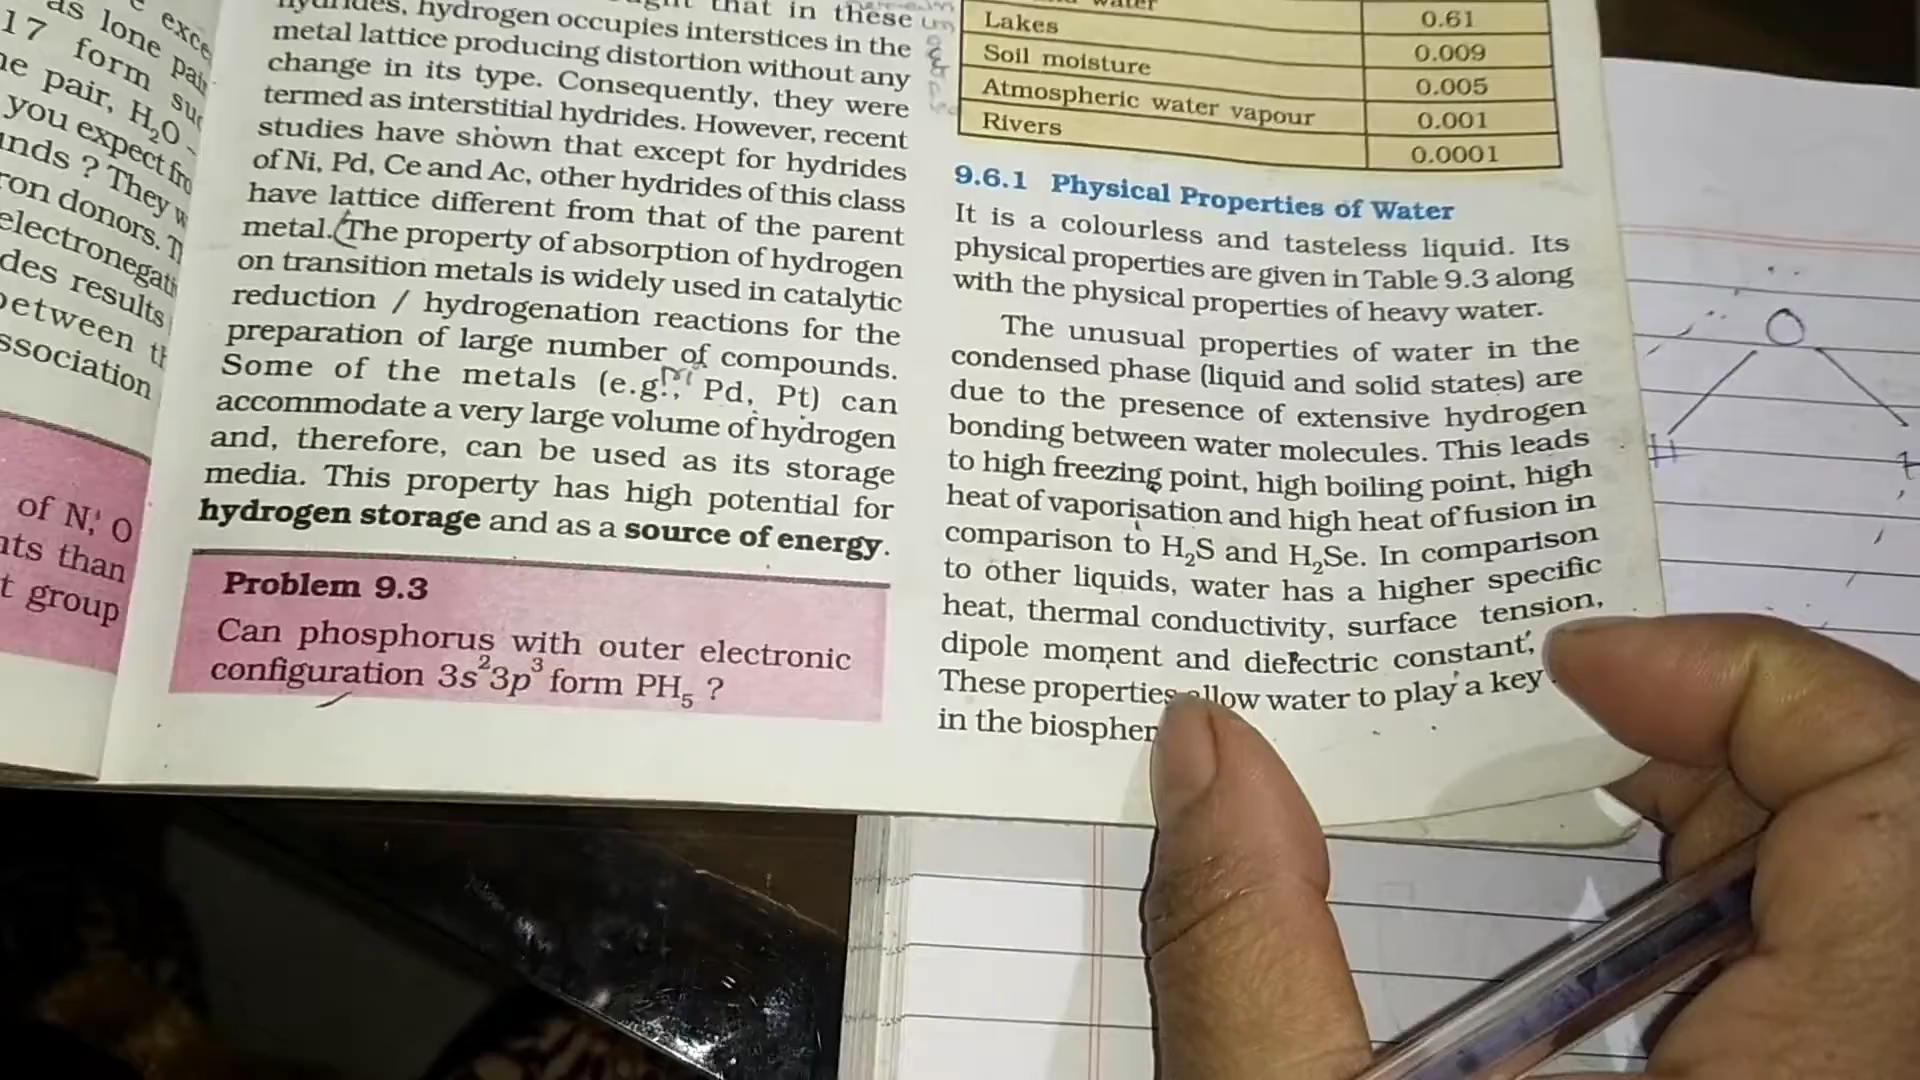 as lone pair
17 form
e pair, H2O -
you expect
nds ? They
ron donors.
electronegati
des results
between
ssociation
of N, O
nts than
t group
that in these
hydrides, hydrogen occupies interstices in the
metal lattice producing distortion without any
change in its type. Consequently, they were
termed as interstitial hydrides. However, recent
studies have shown that except for hydrides
of Ni, Pd, Ce and Ac, other hydrides of this class
have lattice different from that of the parent
metal. (The property of absorption of hydrogen
on transition metals is widely used in catalytic
reduction / hydrogenation reactions for the
preparation of large number of compounds.
Some of the metals (e.g., Pd, Pt) can
accommodate a very large volume of hydrogen
and, therefore, can be used as its storage
media. This property has high potential for
hydrogen storage and as a source of energy.
Problem 9.3
Can phosphorus with outer electronic
configuration 3s²3p³ form PH₅ ?
water 0.61
Lakes 0.009
Soil moisture 0.005
Atmospheric water vapour 0.001
Rivers 0.0001
9.6.1 Physical Properties of Water
It is a colourless and tasteless liquid. Its
physical properties are given in Table 9.3 along
with the physical properties of heavy water.
The unusual properties of water in the
condensed phase (liquid and solid states) are
due to the presence of extensive hydrogen
bonding between water molecules. This leads
to high freezing point, high boiling point, high
heat of vaporisation and high heat of fusion in
comparison to H₂S and H₂Se. In comparison
to other liquids, water has a higher specific
heat, thermal conductivity, surface tension,
dipole moment and dielectric constant,
These properties allow water to play a key
in the biospher
O
H